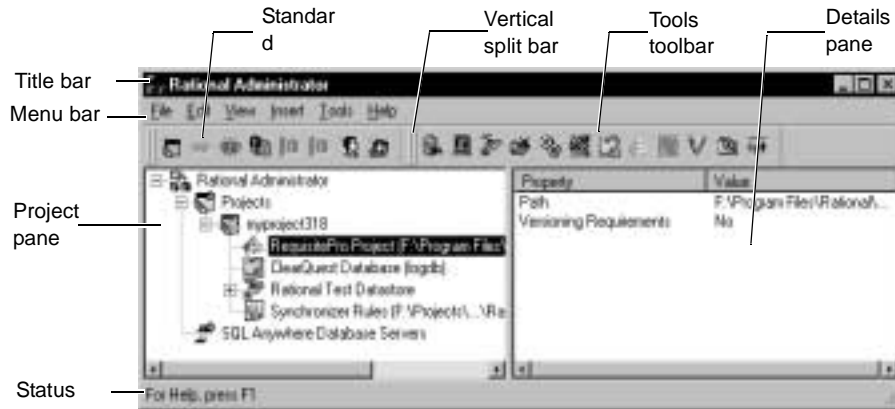 Standar
d
Vertical
split bar
Tools
toolbar
Details
pane
Title bar
Rational Administrator
Menu bar
File Edit View Insert Tools Help
Project
pane
Rational Administrator
Projects
myproject318
RequisitePro Project (F:\Program Files\
ClearQuest Database (logdb)
Rational Test Datastore
Synchronizer Rules (F:\Projects\...\Ra
SQL Anywhere Database Servers
Property Value
Path F:\Program Files\Rational\...
Versioning Requirements No
Status
For Help, press F1